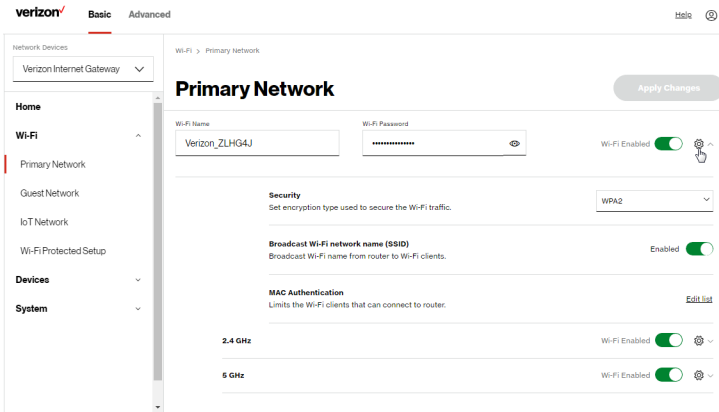 verizon
Basic
Advanced
Help
Network Devices
Verizon Internet Gateway
Home
Wi-Fi
Primary Network
Guest Network
IoT Network
Wi-Fi Protected Setup
Devices
System
Wi-Fi > Primary Network
Primary Network
Apply Changes
Wi-Fi Name
Verizon_ZLHG4J
Wi-Fi Password
•••••••••••••••
Wi-Fi Enabled
Security
Set encryption type used to secure the Wi-Fi traffic.
WPA2
Broadcast Wi-Fi network name (SSID)
Broadcast Wi-Fi name from router to Wi-Fi clients.
Enabled
MAC Authentication
Limits the Wi-Fi clients that can connect to router.
Edit list
2.4 GHz
Wi-Fi Enabled
5 GHz
Wi-Fi Enabled